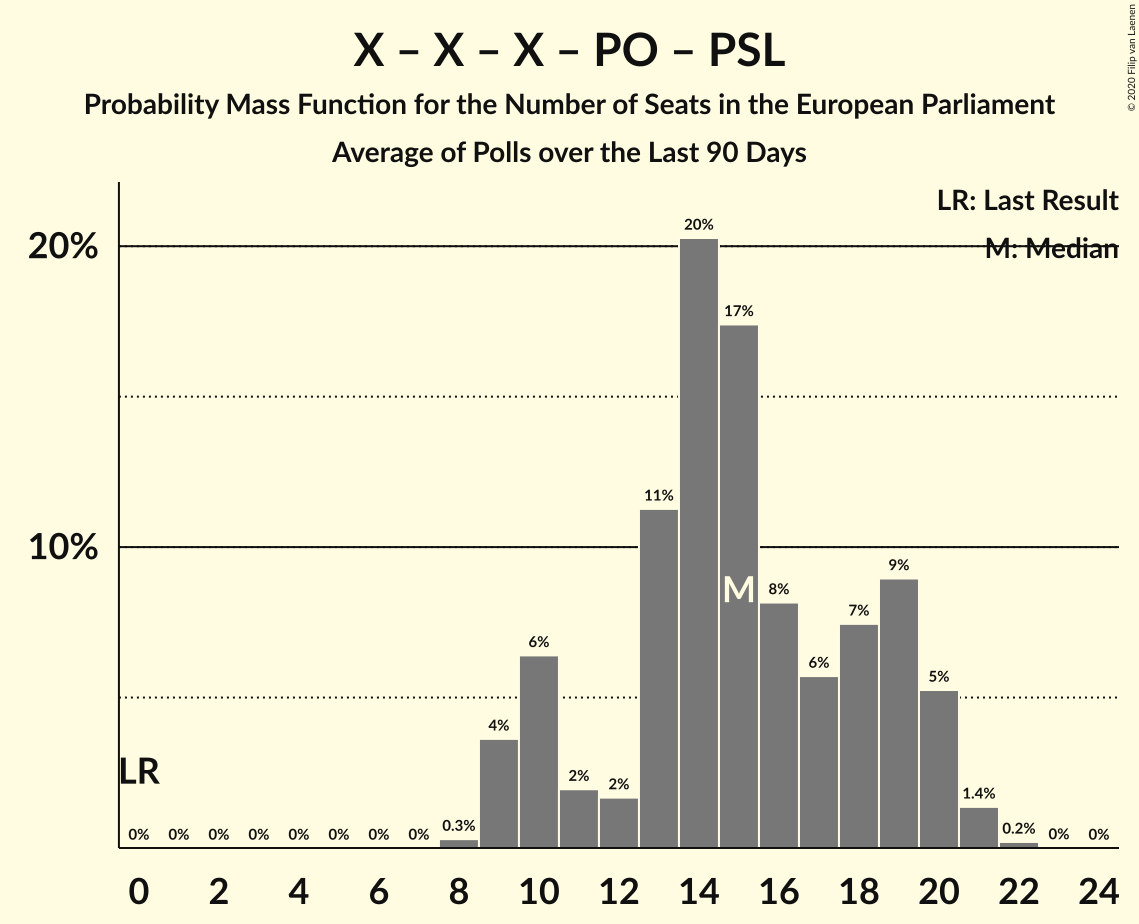 X – X – X – PO – PSL
Probability Mass Function for the Number of Seats in the European Parliament
Average of Polls over the Last 90 Days
© 2020 Filip van Laenen
LR: Last Result
M: Median
20%
10%
20%
17%
11%
M
8%
9%
7%
6%
6%
5%
4%
2%
2%
1.4%
LR
0% 0% 0% 0% 0% 0% 0% 0% 0.3% 0.2% 0% 0%
0 2 4 6 8 10 12 14 16 18 20 22 24